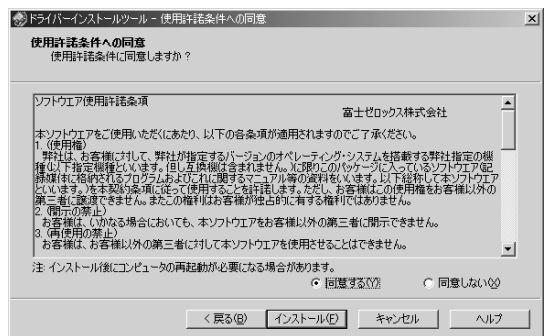 ドライバーインストールツール - 使用許諾条件への同意
使用許諾条件への同意
使用許諾条件に同意しますか?
ソフトウエア使用許諾条項
富士ゼロックス株式会社
本ソフトウエアをご使用いただくにあたり、以下の各条項が適用されますのでご了承ください。
1. (使用権)
弊社は、お客様に対して、弊社が指定するバージョンのオペレーティング・システムを搭載する弊社指定の機
種(以下指定機種といいます。但し互換機は含まれません。)に限りこのパッケージに入っているソフトウエア(記
録媒体に格納されるプログラムおよびこれに関するマニュアル等の資料をいいます。以下総称して本ソフトウエア
といいます。)を本契約条項に従って使用することを許諾します。ただし、お客様はこの使用権をお客様以外の
第三者に譲渡できません。またこの権利はお客様が独占的に有する権利ではありません。
2. (開示の禁止)
お客様は、いかなる場合においても、本ソフトウエアをお客様以外の第三者に開示できません。
3. (再使用の禁止)
お客様は、お客様以外の第三者に対して本ソフトウエアを使用させることはできません。
注: インストール後にコンピュータの再起動が必要になる場合があります。
同意する(Y) 同意しない(X)
< 戻る(B) インストール(F) キャンセル ヘルプ